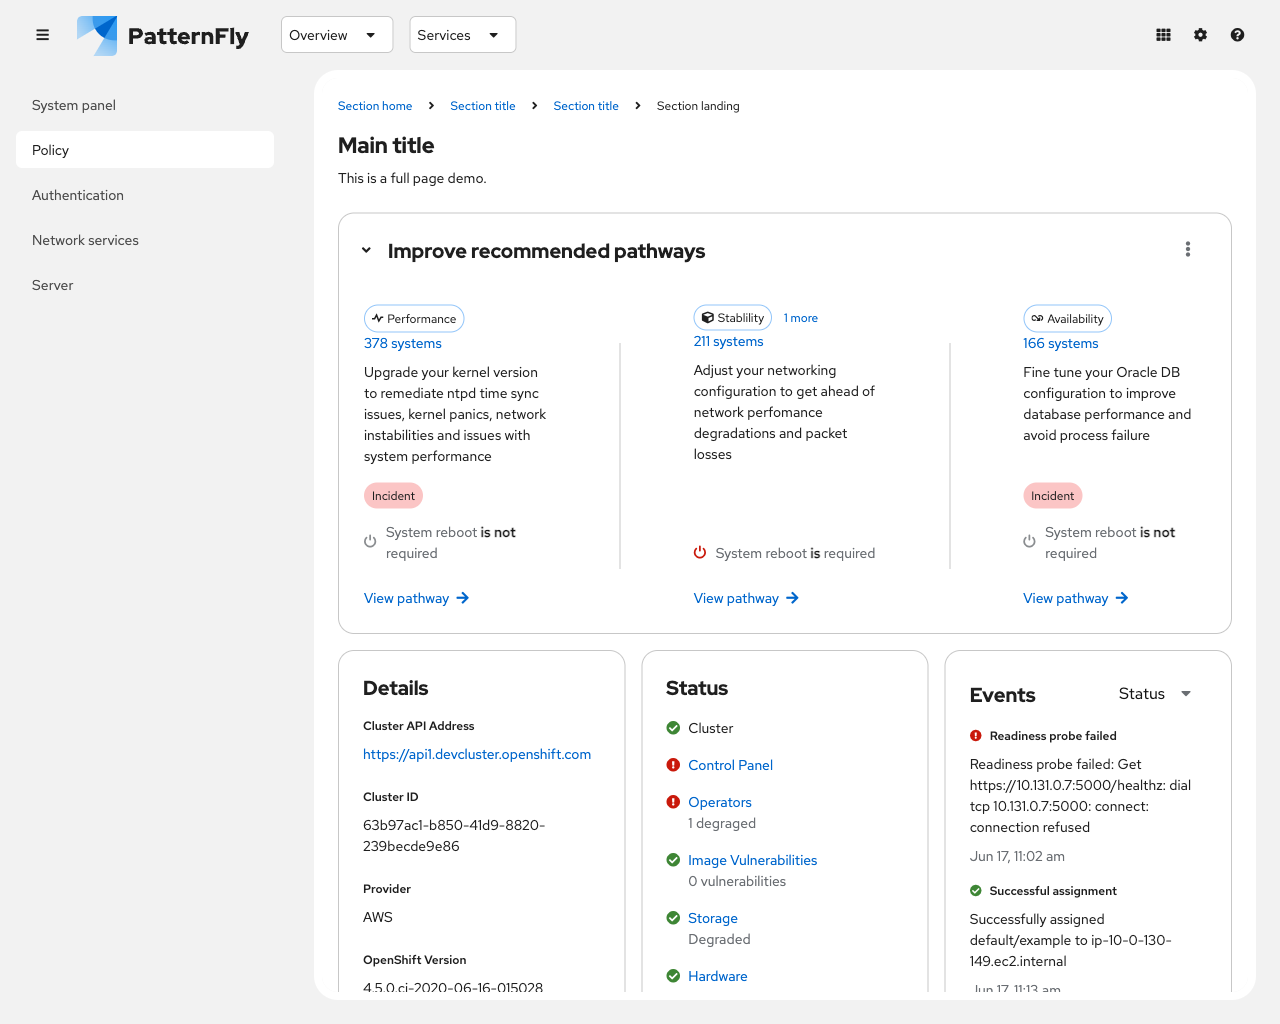 PatternFly
Overview
Services
System panel
Policy
Authentication
Network services
Server
Section home
Section title
Section title
Section landing
Main title
This is a full page demo.
Improve recommended pathways
Performance
378 systems
Upgrade your kernel version
to remediate ntpd time sync
issues, kernel panics, network
instabilities and issues with
system performance
Incident
System reboot is not
required
View pathway
Stablility
1 more
211 systems
Adjust your networking
configuration to get ahead of
network perfomance
degradations and packet
losses
System reboot is required
View pathway
Availability
166 systems
Fine tune your Oracle DB
configuration to improve
database performance and
avoid process failure
Incident
System reboot is not
required
View pathway
Details
Cluster API Address
https://api1.devcluster.openshift.com
Cluster ID
63b97ac1-b850-41d9-8820-
239becde9e86
Provider
AWS
OpenShift Version
4.5.0.ci-2020-06-16-015028
Status
Cluster
Control Panel
Operators
1 degraded
Image Vulnerabilities
0 vulnerabilities
Storage
Degraded
Hardware
Events
Status
Readiness probe failed
Readiness probe failed: Get
https://10.131.0.7:5000/healthz: dial
tcp 10.131.0.7:5000: connect:
connection refused
Jun 17, 11:02 am
Successful assignment
Successfully assigned
default/example to ip-10-0-130-
149.ec2.internal
Jun 17, 11:13 am